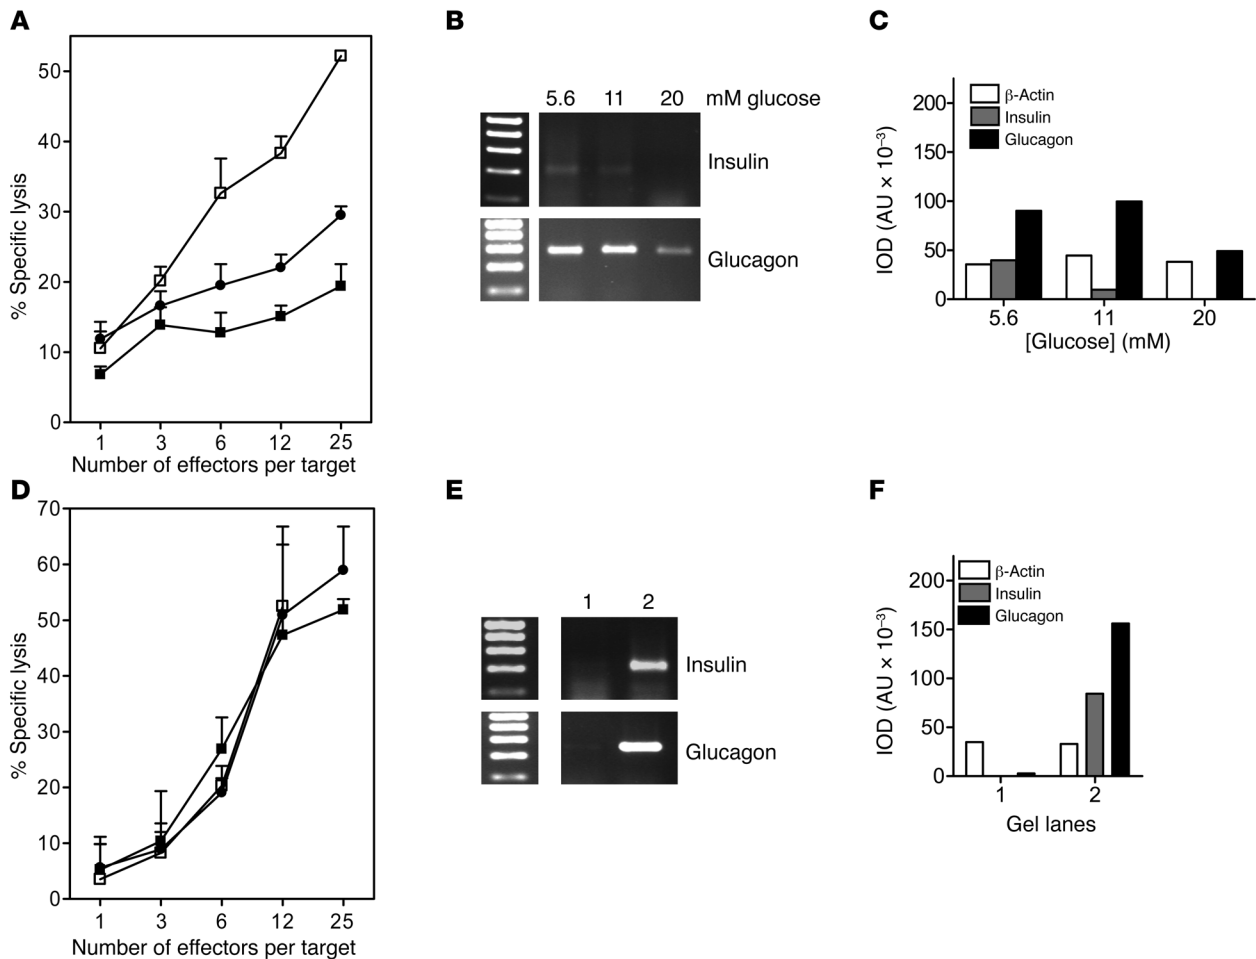 A
% Specific lysis
50
40
30
20
10
0
1 3 6 12 25
Number of effectors per target
B
5.6 11 20 mM glucose
Insulin
Glucagon
C
IOD (AU × 10⁻³)
200
150
100
50
0
β-Actin
Insulin
Glucagon
5.6 11 20
[Glucose] (mM)
D
% Specific lysis
70
60
50
40
30
20
10
0
1 3 6 12 25
Number of effectors per target
E
1 2
Insulin
Glucagon
F
IOD (AU × 10⁻³)
200
150
100
50
0
β-Actin
Insulin
Glucagon
1 2
Gel lanes